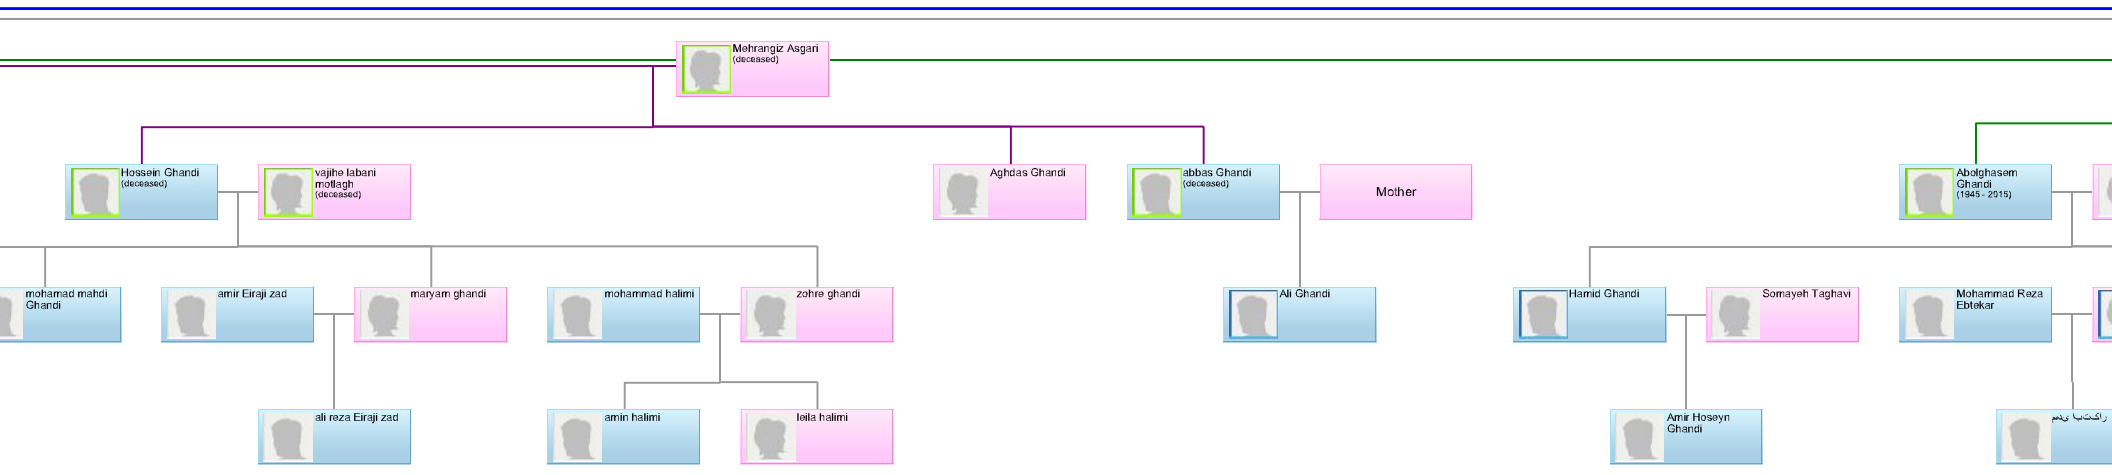 Mehrangiz Asgari
(deceased)
Hossein Ghandi
(deceased)
vajihe labani
motlagh
(deceased)
Aghdas Ghandi
abbas Ghandi
(deceased)
Mother
Abolghasem
Ghandi
(1945 - 2015)
mohamad mahdi
Ghandi
amir Eiraji zad
maryam ghandi
mohammad halimi
zohre ghandi
Ali Ghandi
Hamid Ghandi
Somayeh Taghavi
Mohammad Reza
Ebtekar
ali reza Eiraji zad
amin halimi
leila halimi
Amir Hoseyn
Ghandi